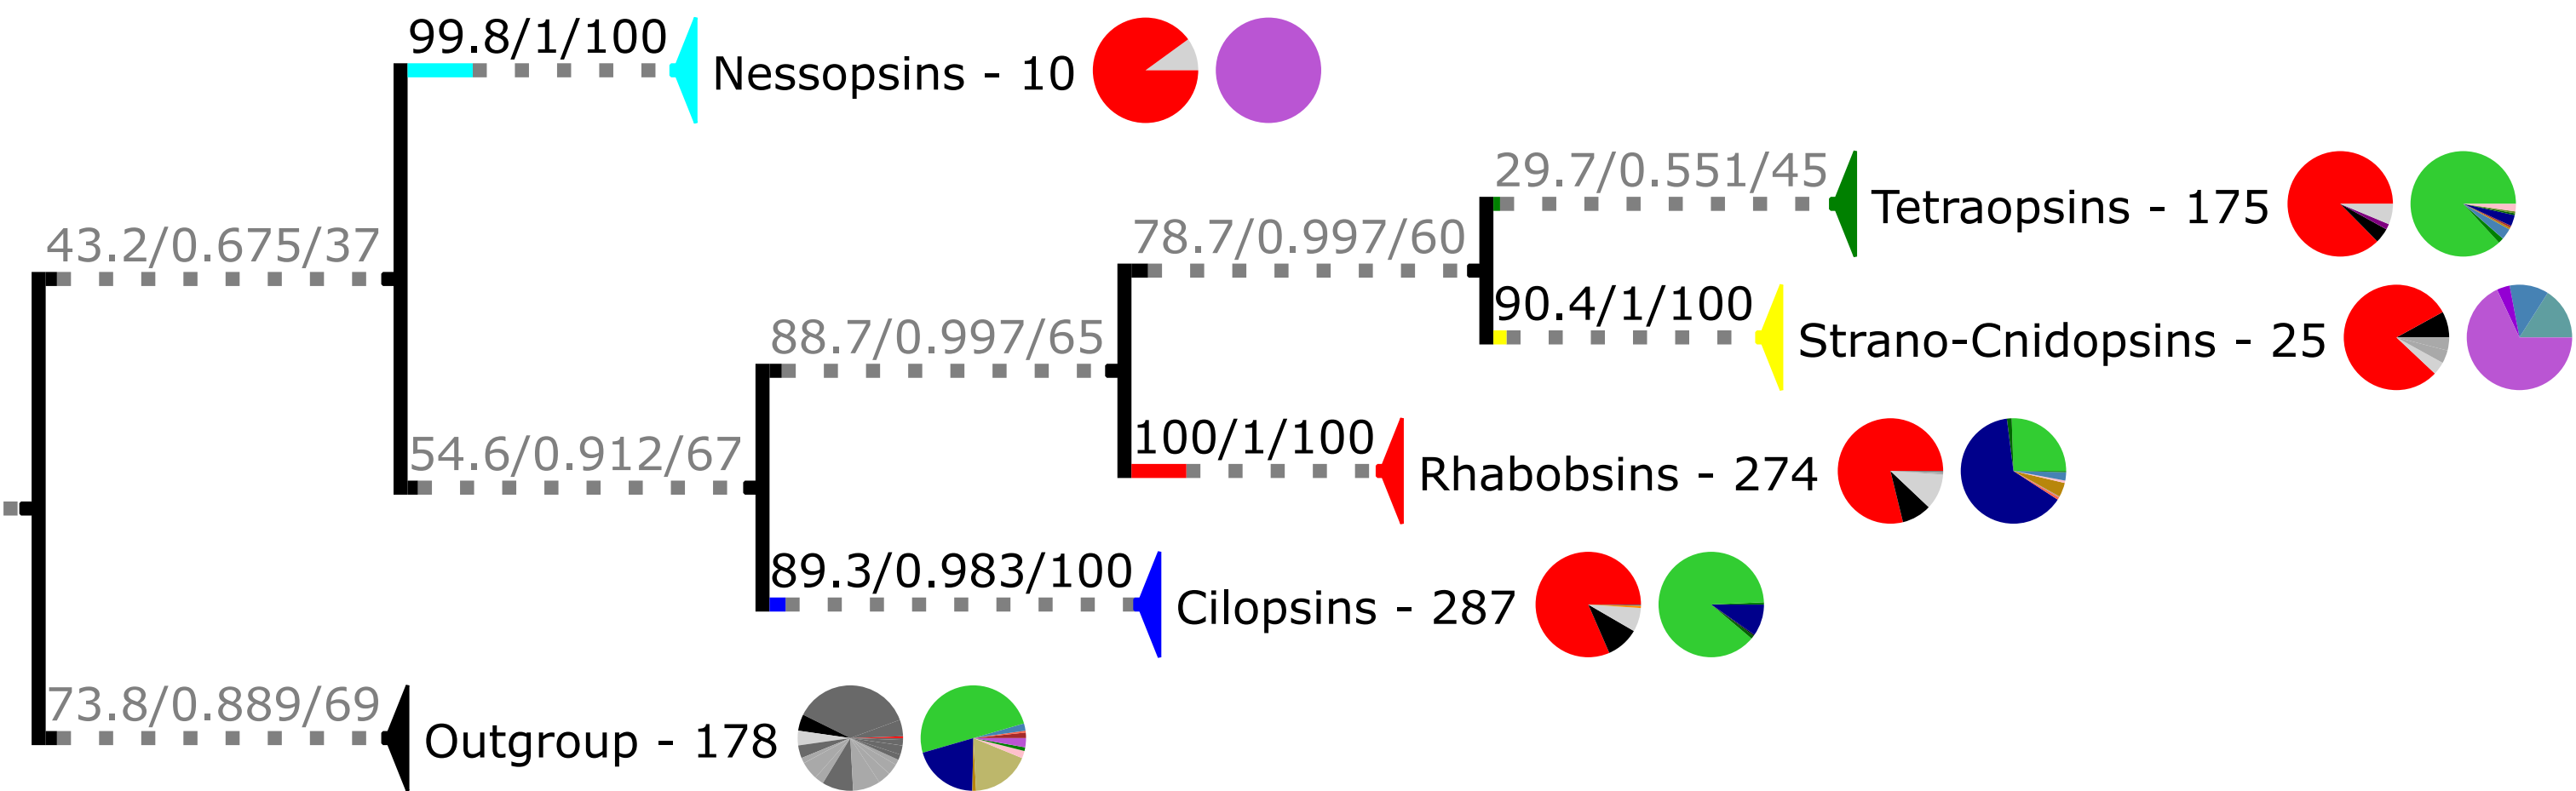 99.8/1/100
Nessopsins - 10
29.7/0.551/45
Tetraopsins - 175
43.2/0.675/37
78.7/0.997/60
90.4/1/100
Strano-Cnidopsins - 25
88.7/0.997/65
100/1/100
Rhabobsins - 274
54.6/0.912/67
89.3/0.983/100
Cilopsins - 287
73.8/0.889/69
Outgroup - 178